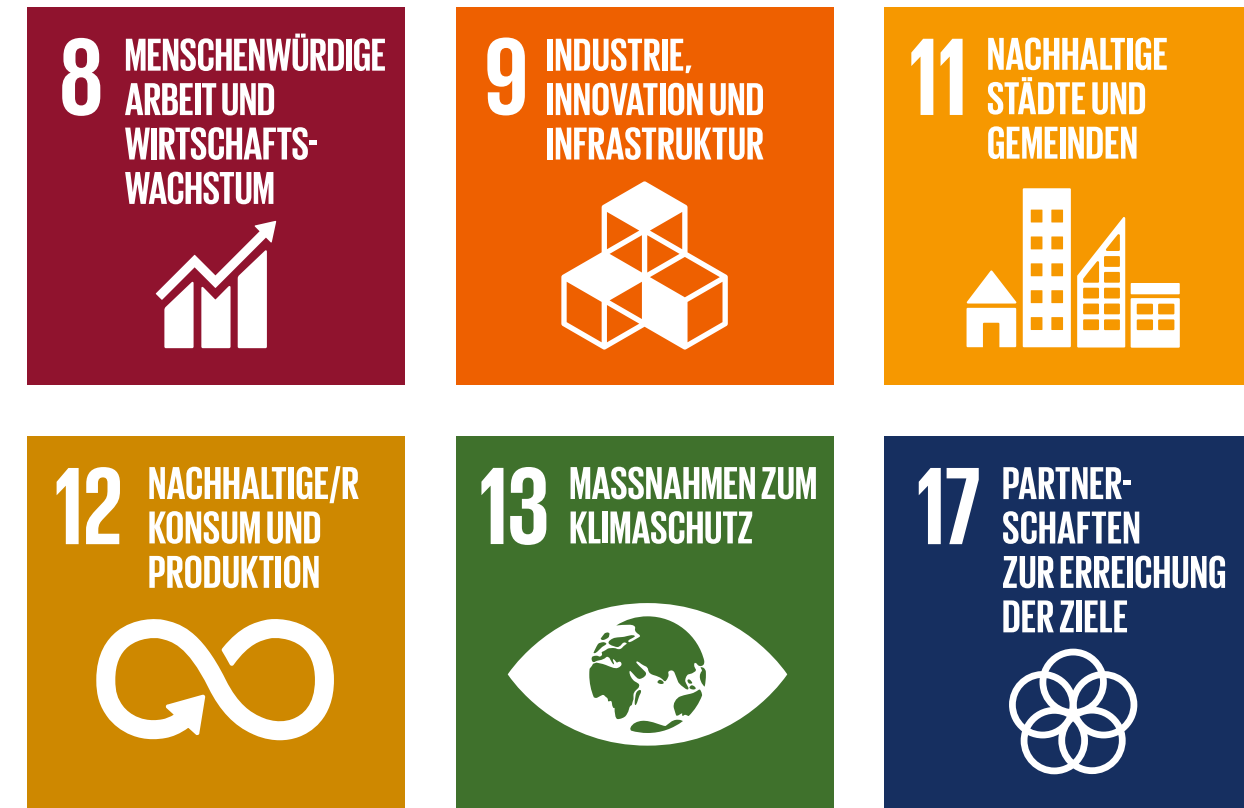 8 MENSCHENWÜRDIGE
ARBEIT UND
WIRTSCHAFTS-
WACHSTUM
9 INDUSTRIE,
INNOVATION UND
INFRASTRUKTUR
11 NACHHALTIGE
STÄDTE UND
GEMEINDEN
12 NACHHALTIGE/R
KONSUM UND
PRODUKTION
13 MASSNAHMEN ZUM
KLIMASCHUTZ
17 PARTNER-
SCHAFTEN
ZUR ERREICHUNG
DER ZIELE